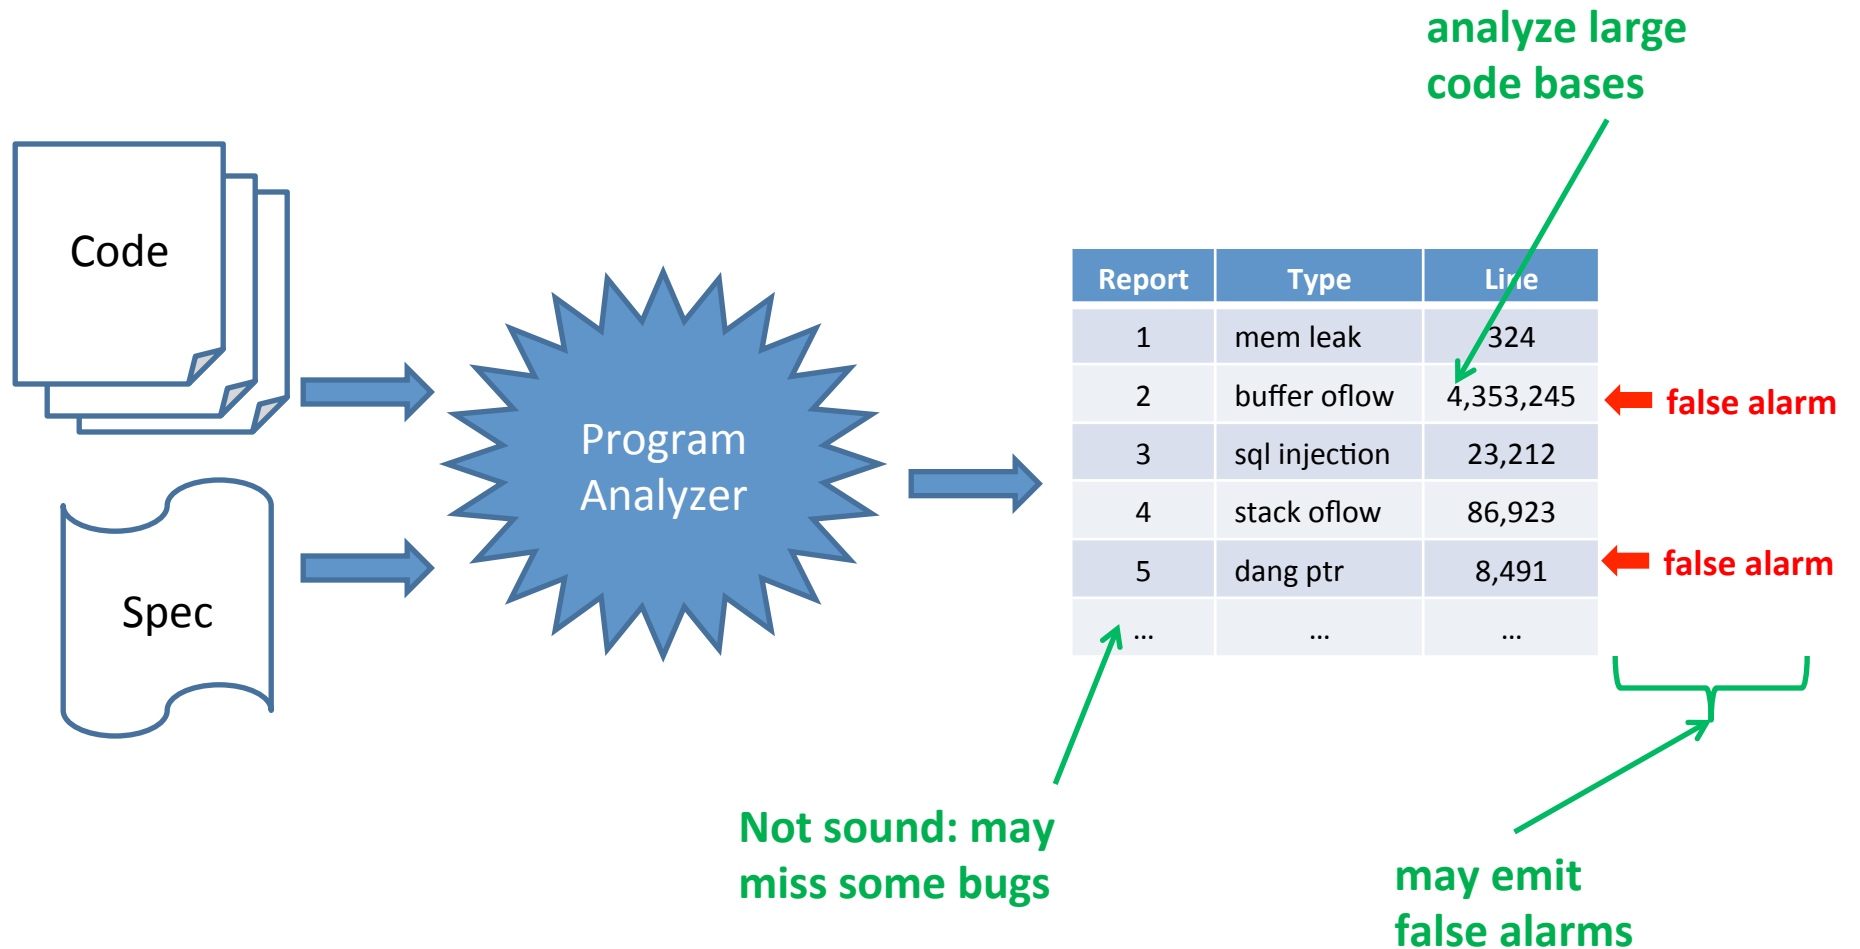 analyze large
code bases
Code
Spec
Program
Analyzer
Report Type Line
1 mem leak 324
2 buffer oflow 4,353,245
false alarm
3 sql injection 23,212
4 stack oflow 86,923
5 dang ptr 8,491
false alarm
... ... ...
Not sound: may
miss some bugs
may emit
false alarms